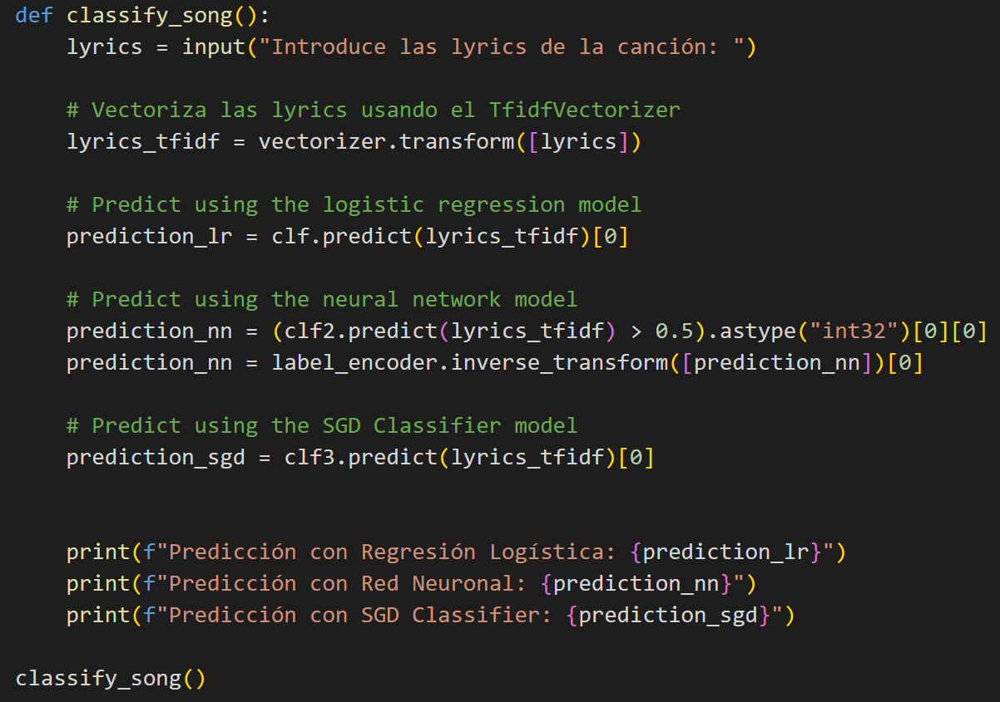 def classify_song():
    lyrics = input("Introduce las lyrics de la canción: ")

    # Vectoriza las lyrics usando el TfidfVectorizer
    lyrics_tfidf = vectorizer.transform([lyrics])

    # Predict using the logistic regression model
    prediction_lr = clf.predict(lyrics_tfidf)[0]

    # Predict using the neural network model
    prediction_nn = (clf2.predict(lyrics_tfidf) > 0.5).astype("int32")[0][0]
    prediction_nn = label_encoder.inverse_transform([prediction_nn])[0]

    # Predict using the SGD Classifier model
    prediction_sgd = clf3.predict(lyrics_tfidf)[0]


    print(f"Predicción con Regresión Logística: {prediction_lr}")
    print(f"Predicción con Red Neuronal: {prediction_nn}")
    print(f"Predicción con SGD Classifier: {prediction_sgd}")

classify_song()